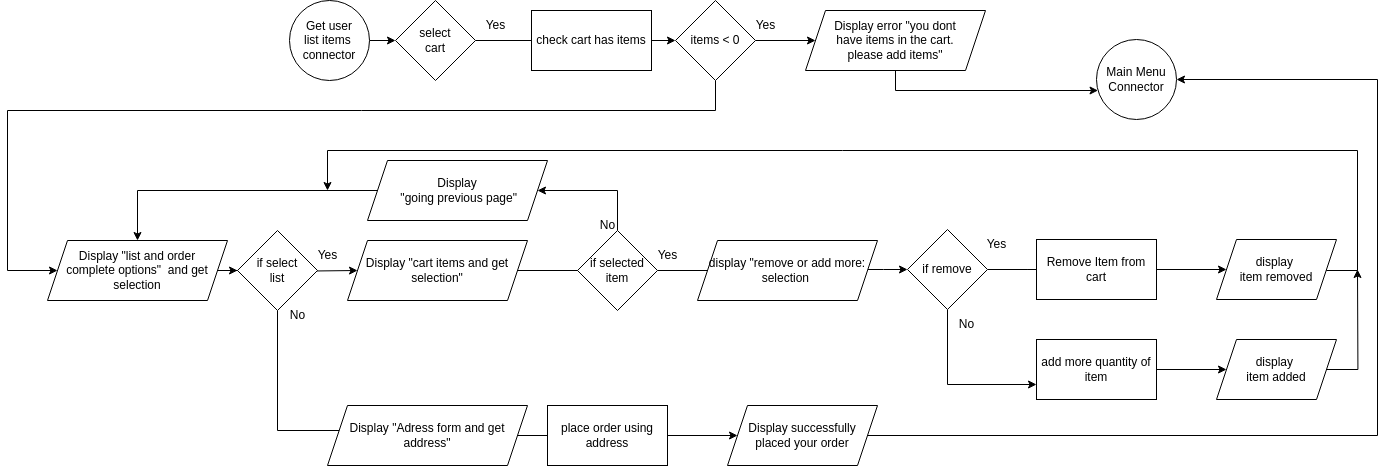 Get user
list items
connector
select
cart
Yes
check cart has items
items < 0
Yes
Display error "you dont
have items in the cart.
please add items"
Main Menu
Connector
Display
"going previous page"
No
Display "list and order
complete options"  and get
selection
if select
list
Yes
No
Display "cart items and get
selection"
if selected
item
Yes
display "remove or add more:
selection
if remove
Yes
No
Remove Item from
cart
display
item removed
add more quantity of
item
display
item added
Display "Adress form and get
address"
place order using
address
Display successfully
placed your order